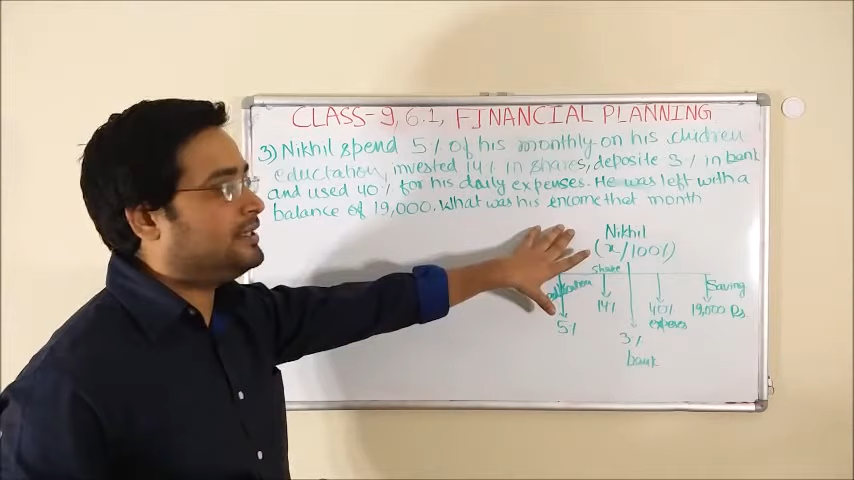 CLASS-9, 6.1, FINANCIAL PLANNING
3) Nikhil spend 5% of his monthly on his children
eductation, invested 14% in shares, deposite 3% in bank
and used 40% for his daily expenses. He was left with a
balance of 19,000. What was his encome that month
Nikhil
(x/100%)
share
Saving
14%
40%
19,000 Rs
expenses
5%
3%
bank